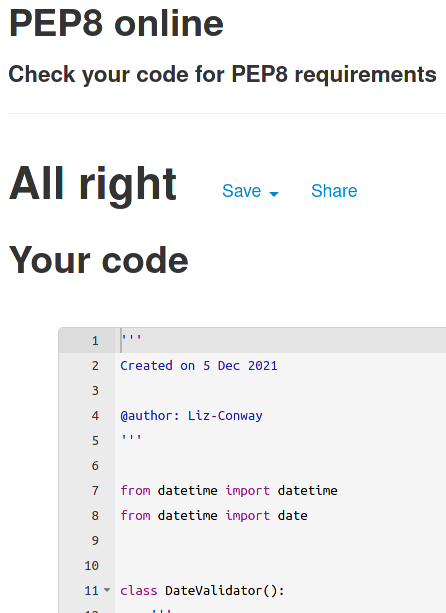 PEP8 online
Check your code for PEP8 requirements
All right Save Share
Your code
1 '''
2 Created on 5 Dec 2021
3
4 @author: Liz-Conway
5 '''
6
7 from datetime import datetime
8 from datetime import date
9
10
11 class DateValidator():